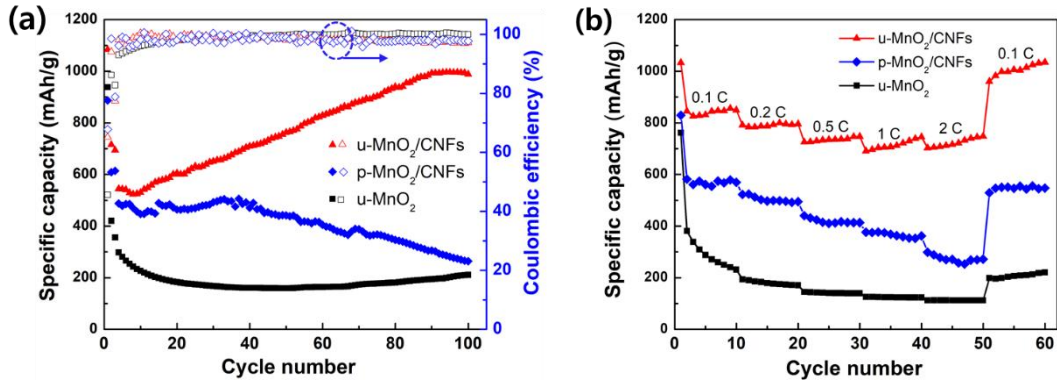 (a)
1200
1000
800
600
400
200
0
Specific capacity (mAh/g)
0 20 40 60 80 100
Cycle number
100
80
60
40
20
0
Coulombic efficiency (%)
u-MnO₂/CNFs
p-MnO₂/CNFs
u-MnO₂
(b)
1200
1000
800
600
400
200
0
Specific capacity (mAh/g)
0 10 20 30 40 50 60
Cycle number
u-MnO₂/CNFs
p-MnO₂/CNFs
u-MnO₂
0.1 C
0.2 C
0.5 C
1 C
2 C
0.1 C